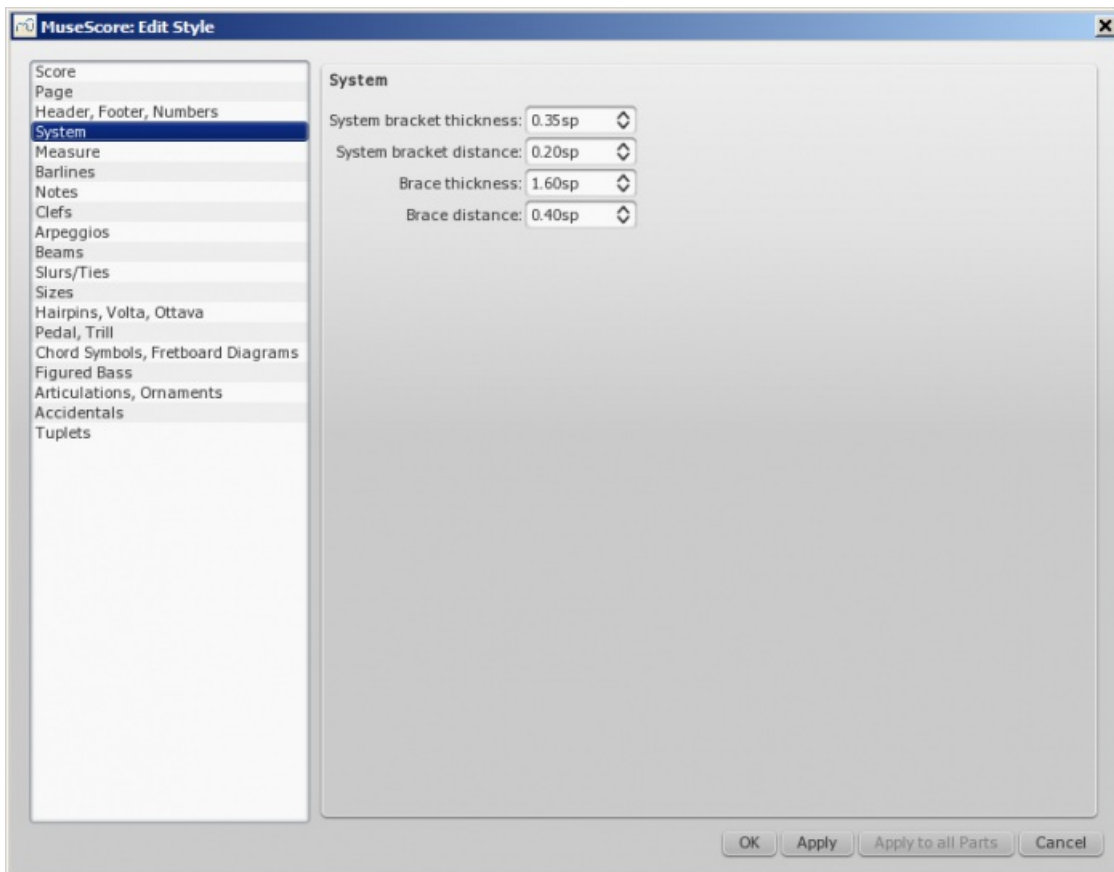 MuseScore: Edit Style
Score
Page
Header, Footer, Numbers
System
Measure
Barlines
Notes
Clefs
Arpeggios
Beams
Slurs/Ties
Sizes
Hairpins, Volta, Ottava
Pedal, Trill
Chord Symbols, Fretboard Diagrams
Figured Bass
Articulations, Ornaments
Accidentals
Tuplets
System
System bracket thickness: 0.35sp
System bracket distance: 0.20sp
Brace thickness: 1.60sp
Brace distance: 0.40sp
OK Apply Apply to all Parts Cancel